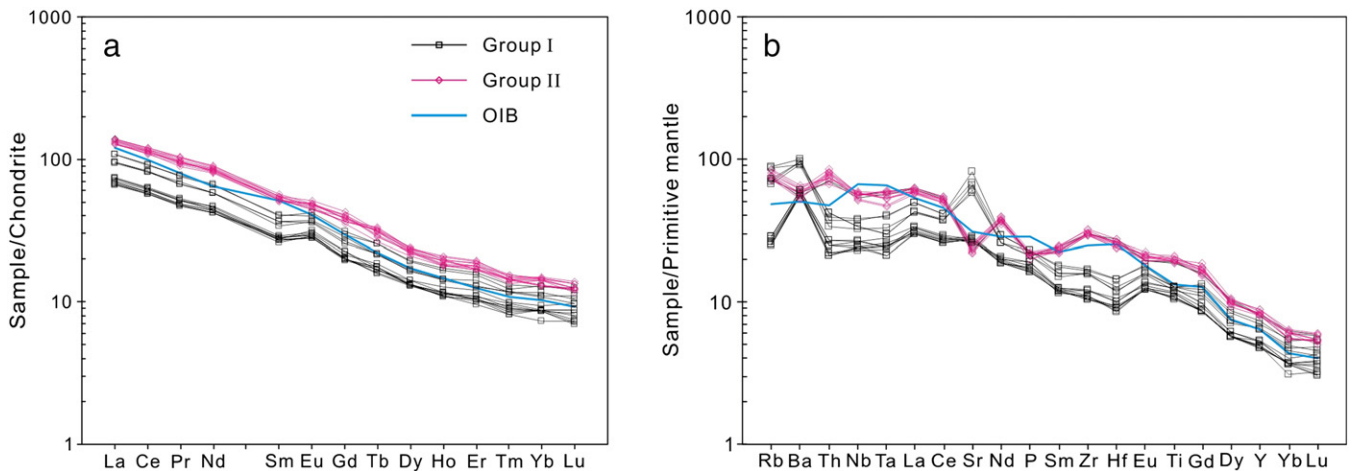 a
Group I
Group II
OIB
1000
100
10
1
Sample/Chondrite
La Ce Pr Nd Sm Eu Gd Tb Dy Ho Er Tm Yb Lu
b
1000
100
10
1
Sample/Primitive mantle
Rb Ba Th Nb Ta La Ce Sr Nd P Sm Zr Hf Eu Ti Gd Dy Y Yb Lu